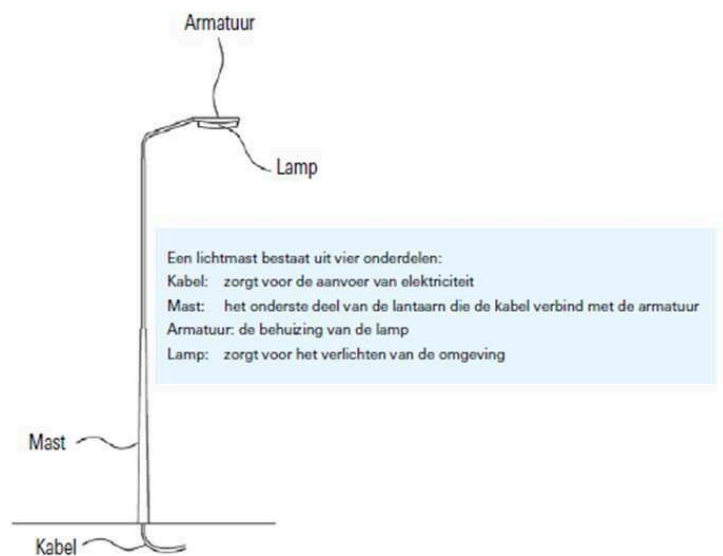 Armatuur
Lamp
Een lichtmast bestaat uit vier onderdelen:
Kabel: zorgt voor de aanvoer van elektriciteit
Mast: het onderste deel van de lantaarn die de kabel verbind met de armatuur
Armatuur: de behuizing van de lamp
Lamp: zorgt voor het verlichten van de omgeving
Mast
Kabel